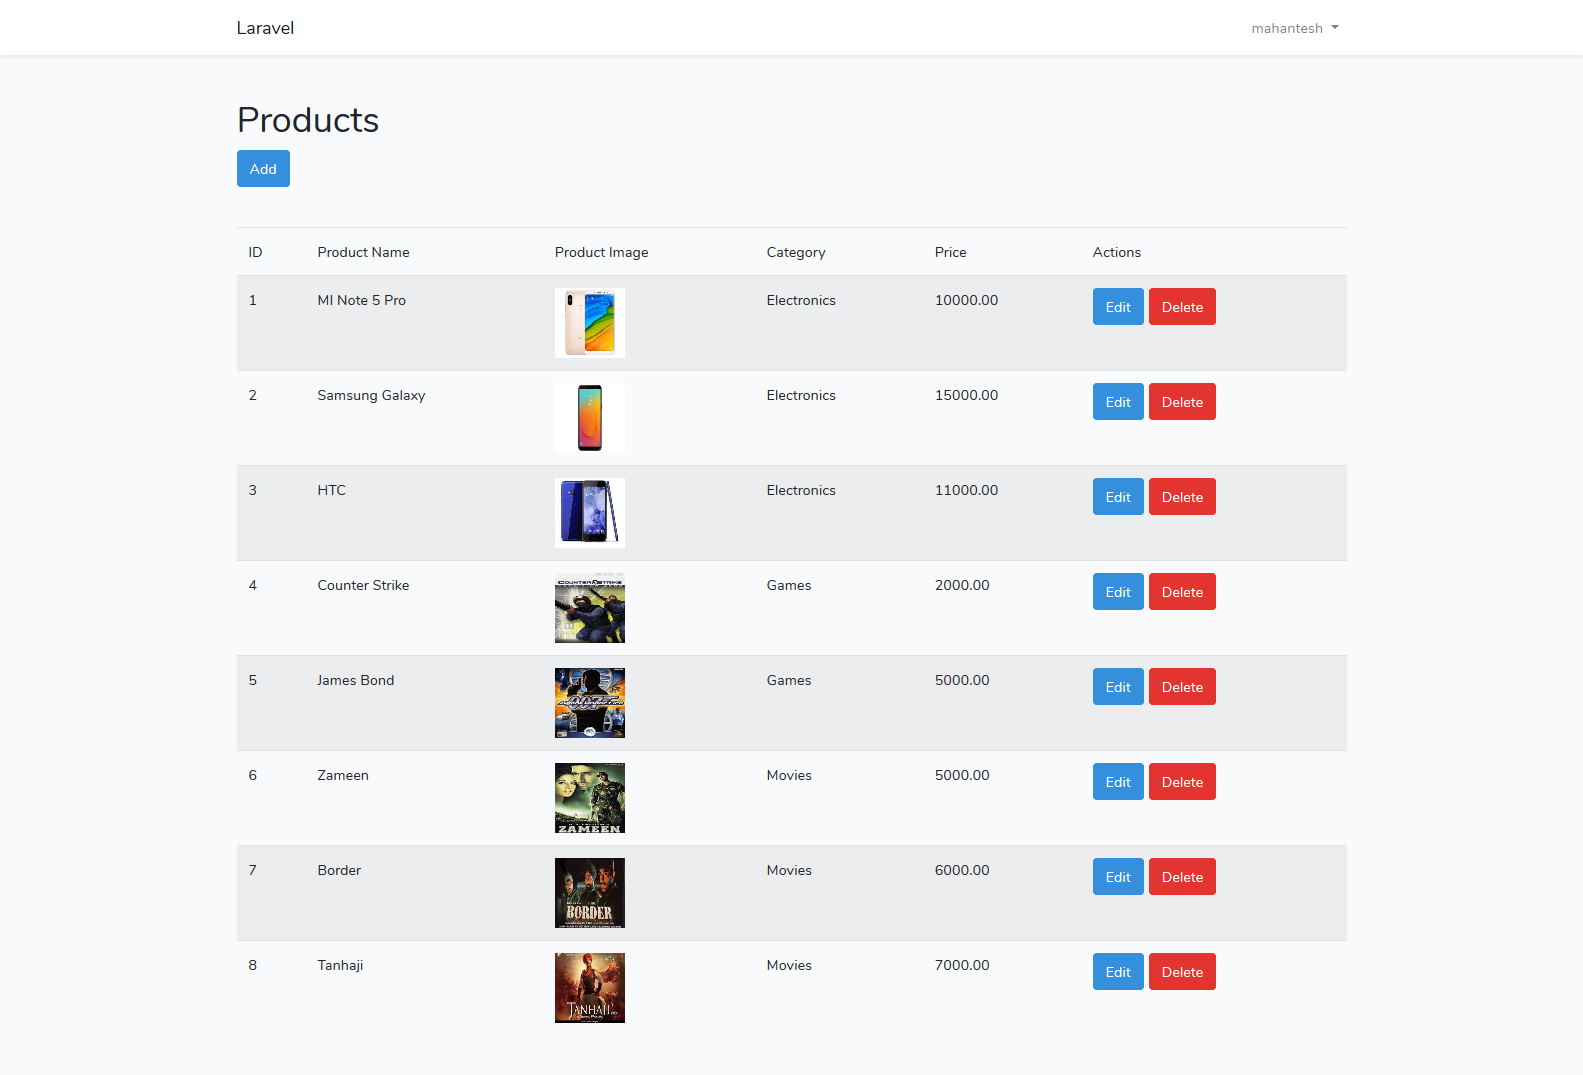 Laravel mahantesh
Products
Add
ID Product Name Product Image Category Price Actions
1 MI Note 5 Pro Electronics 10000.00 Edit Delete
2 Samsung Galaxy Electronics 15000.00 Edit Delete
3 HTC Electronics 11000.00 Edit Delete
4 Counter Strike Games 2000.00 Edit Delete
COUNTER STRIKE
5 James Bond Games 5000.00 Edit Delete
007
6 Zameen Movies 5000.00 Edit Delete
ZAMEEN
7 Border Movies 6000.00 Edit Delete
BORDER
8 Tanhaji Movies 7000.00 Edit Delete
TANHAJI